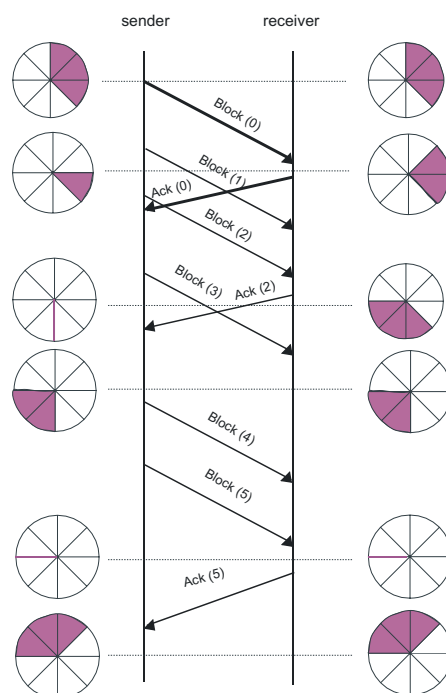 sender
receiver
Block (0)
Block (1)
Ack (0)
Block (2)
Block (3)
Ack (2)
Block (4)
Block (5)
Ack (5)